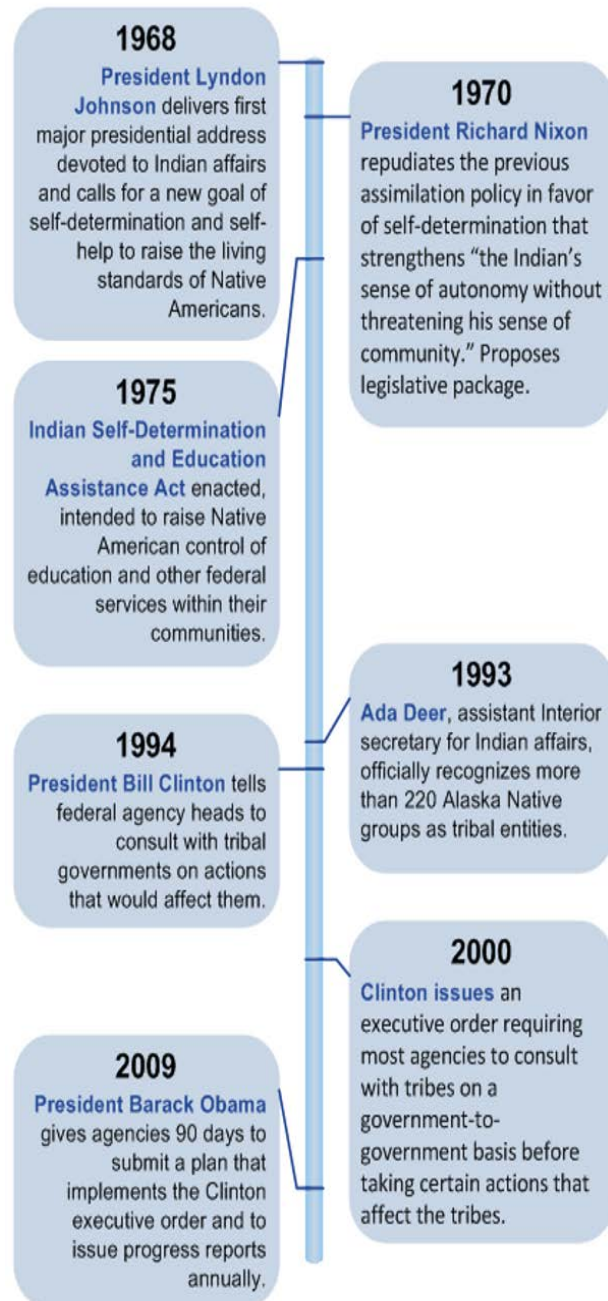 1968
President Lyndon
Johnson delivers first
major presidential address
devoted to Indian affairs
and calls for a new goal of
self-determination and self-
help to raise the living
standards of Native
Americans.
1970
President Richard Nixon
repudiates the previous
assimilation policy in favor
of self-determination that
strengthens “the Indian’s
sense of autonomy without
threatening his sense of
community.” Proposes
legislative package.
1975
Indian Self-Determination
and Education
Assistance Act enacted,
intended to raise Native
American control of
education and other federal
services within their
communities.
1993
Ada Deer, assistant Interior
secretary for Indian affairs,
officially recognizes more
than 220 Alaska Native
groups as tribal entities.
1994
President Bill Clinton tells
federal agency heads to
consult with tribal
governments on actions
that would affect them.
2000
Clinton issues an
executive order requiring
most agencies to consult
with tribes on a
government-to-
government basis before
taking certain actions that
affect the tribes.
2009
President Barack Obama
gives agencies 90 days to
submit a plan that
implements the Clinton
executive order and to
issue progress reports
annually.